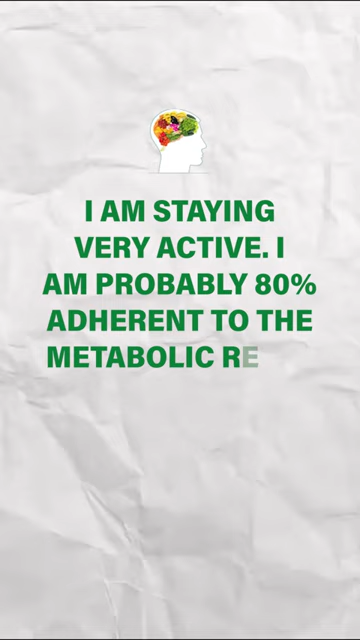 I AM STAYING
VERY ACTIVE. I
AM PROBABLY 80%
ADHERENT TO THE
METABOLIC RE